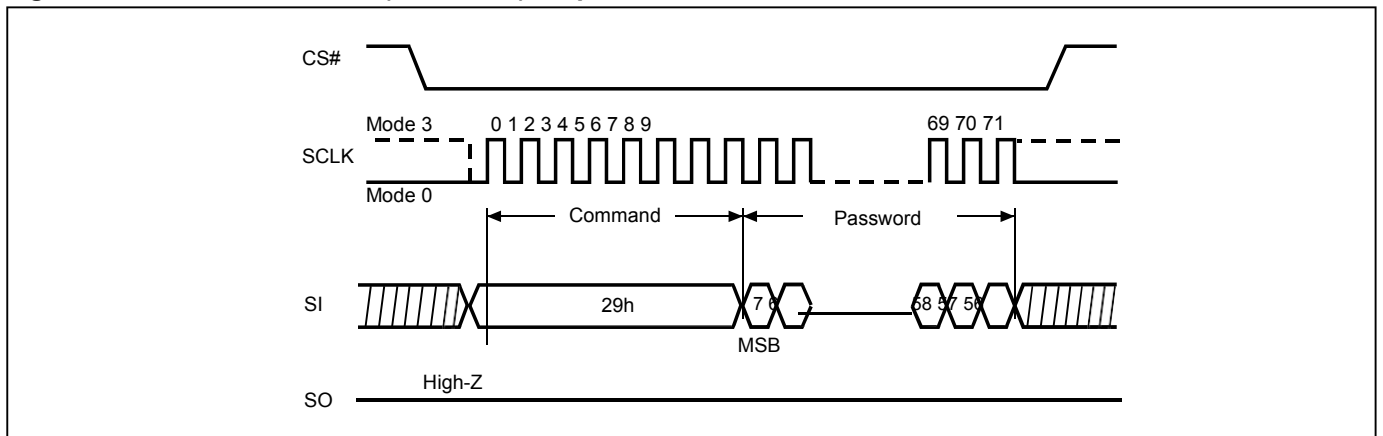 CS#
Mode 3
0 1 2 3 4 5 6 7 8 9
69 70 71
SCLK
Mode 0
Command
Password
SI
29h
7 6
58 57 56
MSB
High-Z
SO